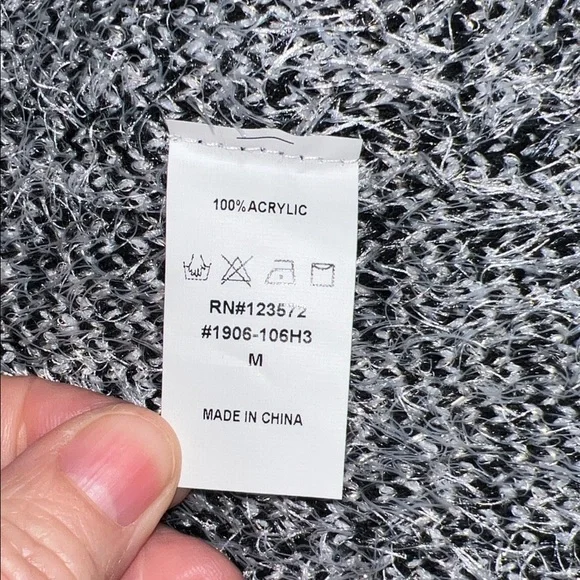 100% ACRYLIC
RN#123572
#1906-106H3
M
MADE IN CHINA